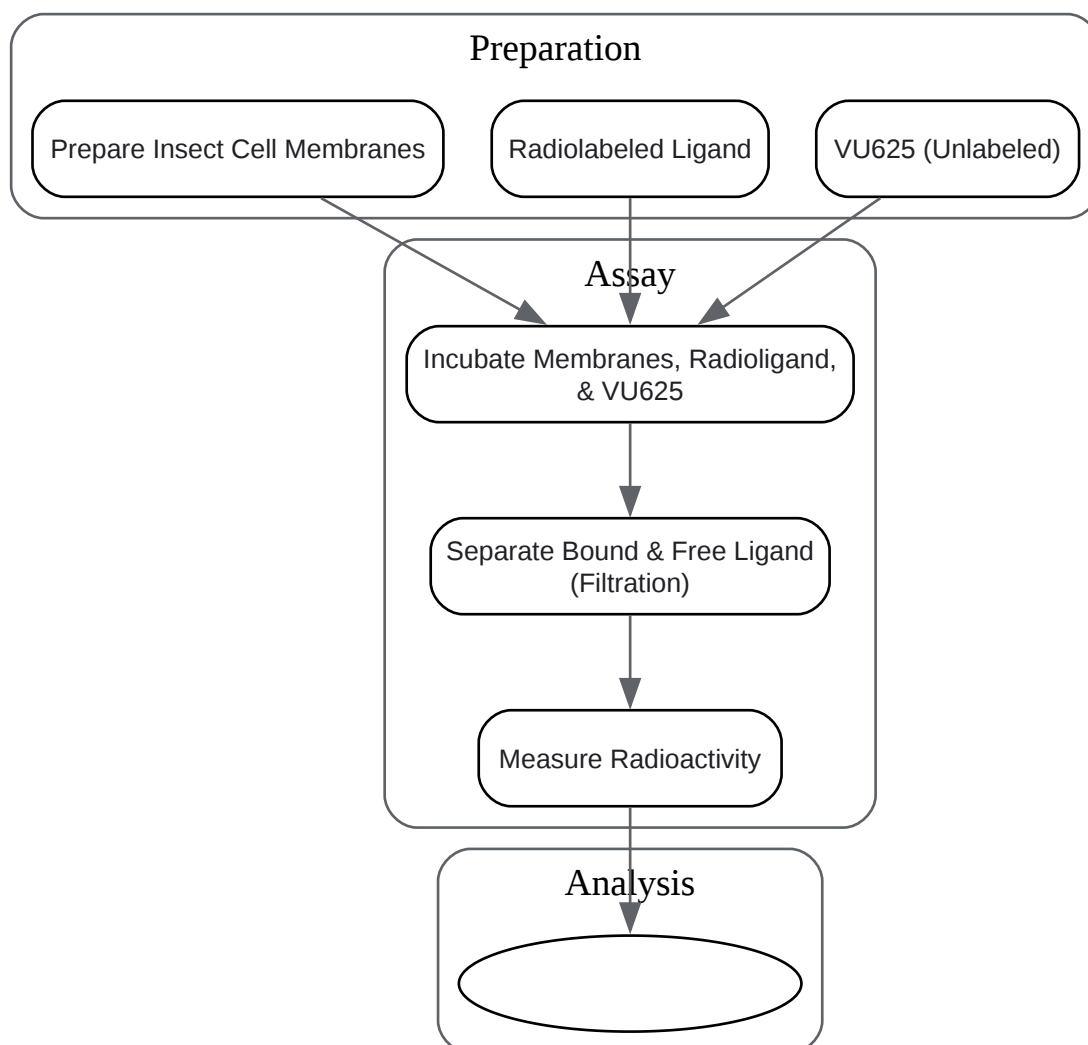 Preparation
Prepare Insect Cell Membranes
Radiolabeled Ligand
VU625 (Unlabeled)
Assay
Incubate Membranes, Radioligand,
& VU625
Separate Bound & Free Ligand
(Filtration)
Measure Radioactivity
Analysis